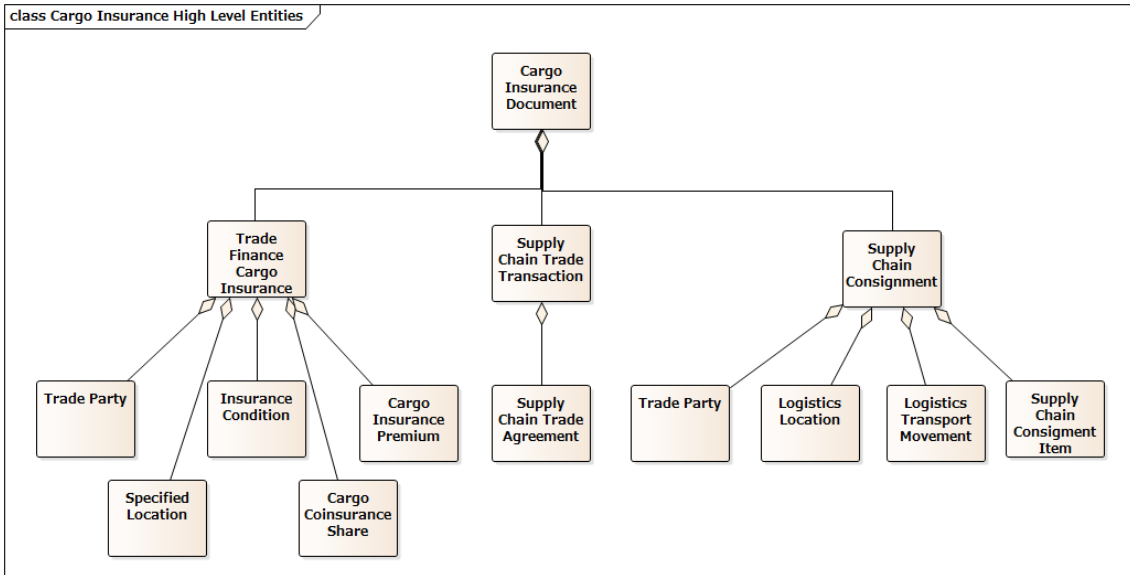 class Cargo Insurance High Level Entities
Cargo
Insurance
Document
Trade
Finance
Cargo
Insurance
Supply
Chain Trade
Transaction
Supply
Chain
Consignment
Trade Party
Insurance
Condition
Cargo
Insurance
Premium
Supply
Chain Trade
Agreement
Trade Party
Logistics
Location
Logistics
Transport
Movement
Supply
Chain
Consigment
Item
Specified
Location
Cargo
Coinsurance
Share